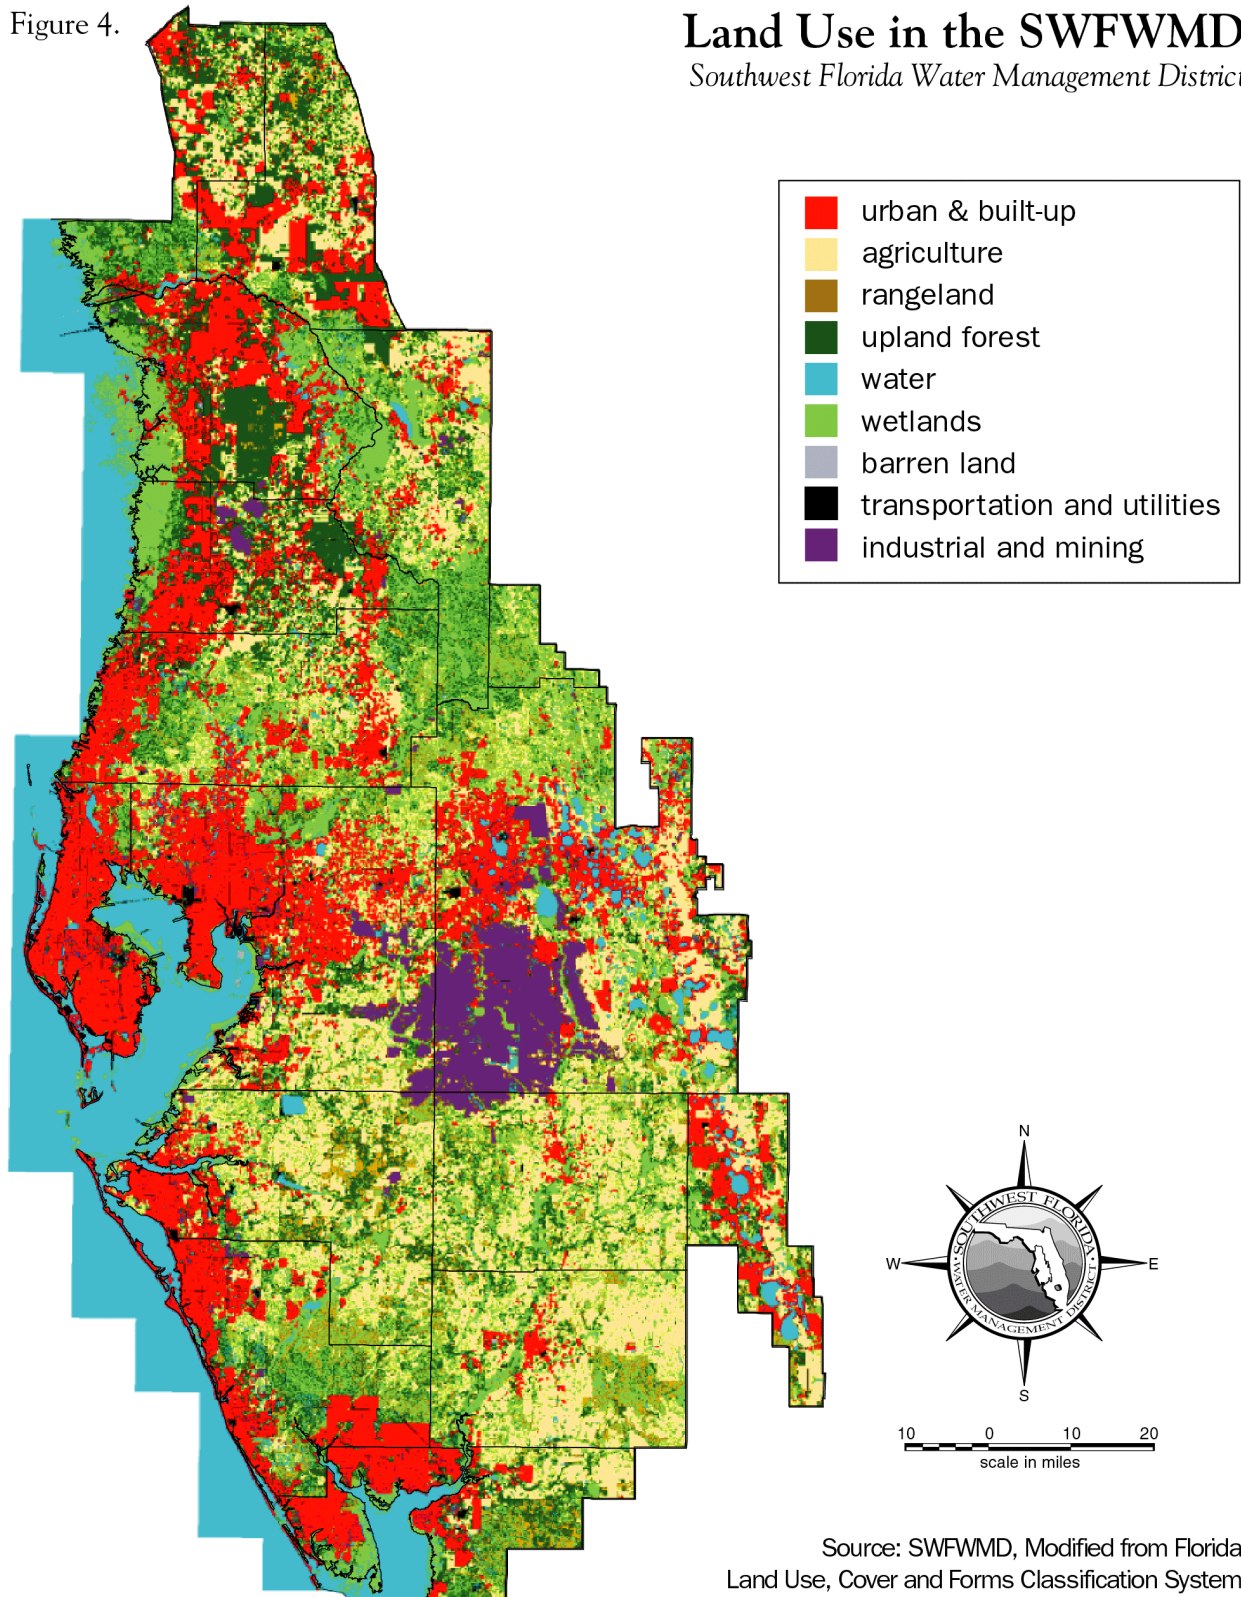 Figure 4.
Land Use in the SWFWMD
Southwest Florida Water Management District
urban & built-up
agriculture
rangeland
upland forest
water
wetlands
barren land
transportation and utilities
industrial and mining
N
W
E
S
SOUTHWEST FLORIDA
WATER MANAGEMENT DISTRICT
10 0 10 20
scale in miles
Source: SWFWMD, Modified from Florida
Land Use, Cover and Forms Classification System